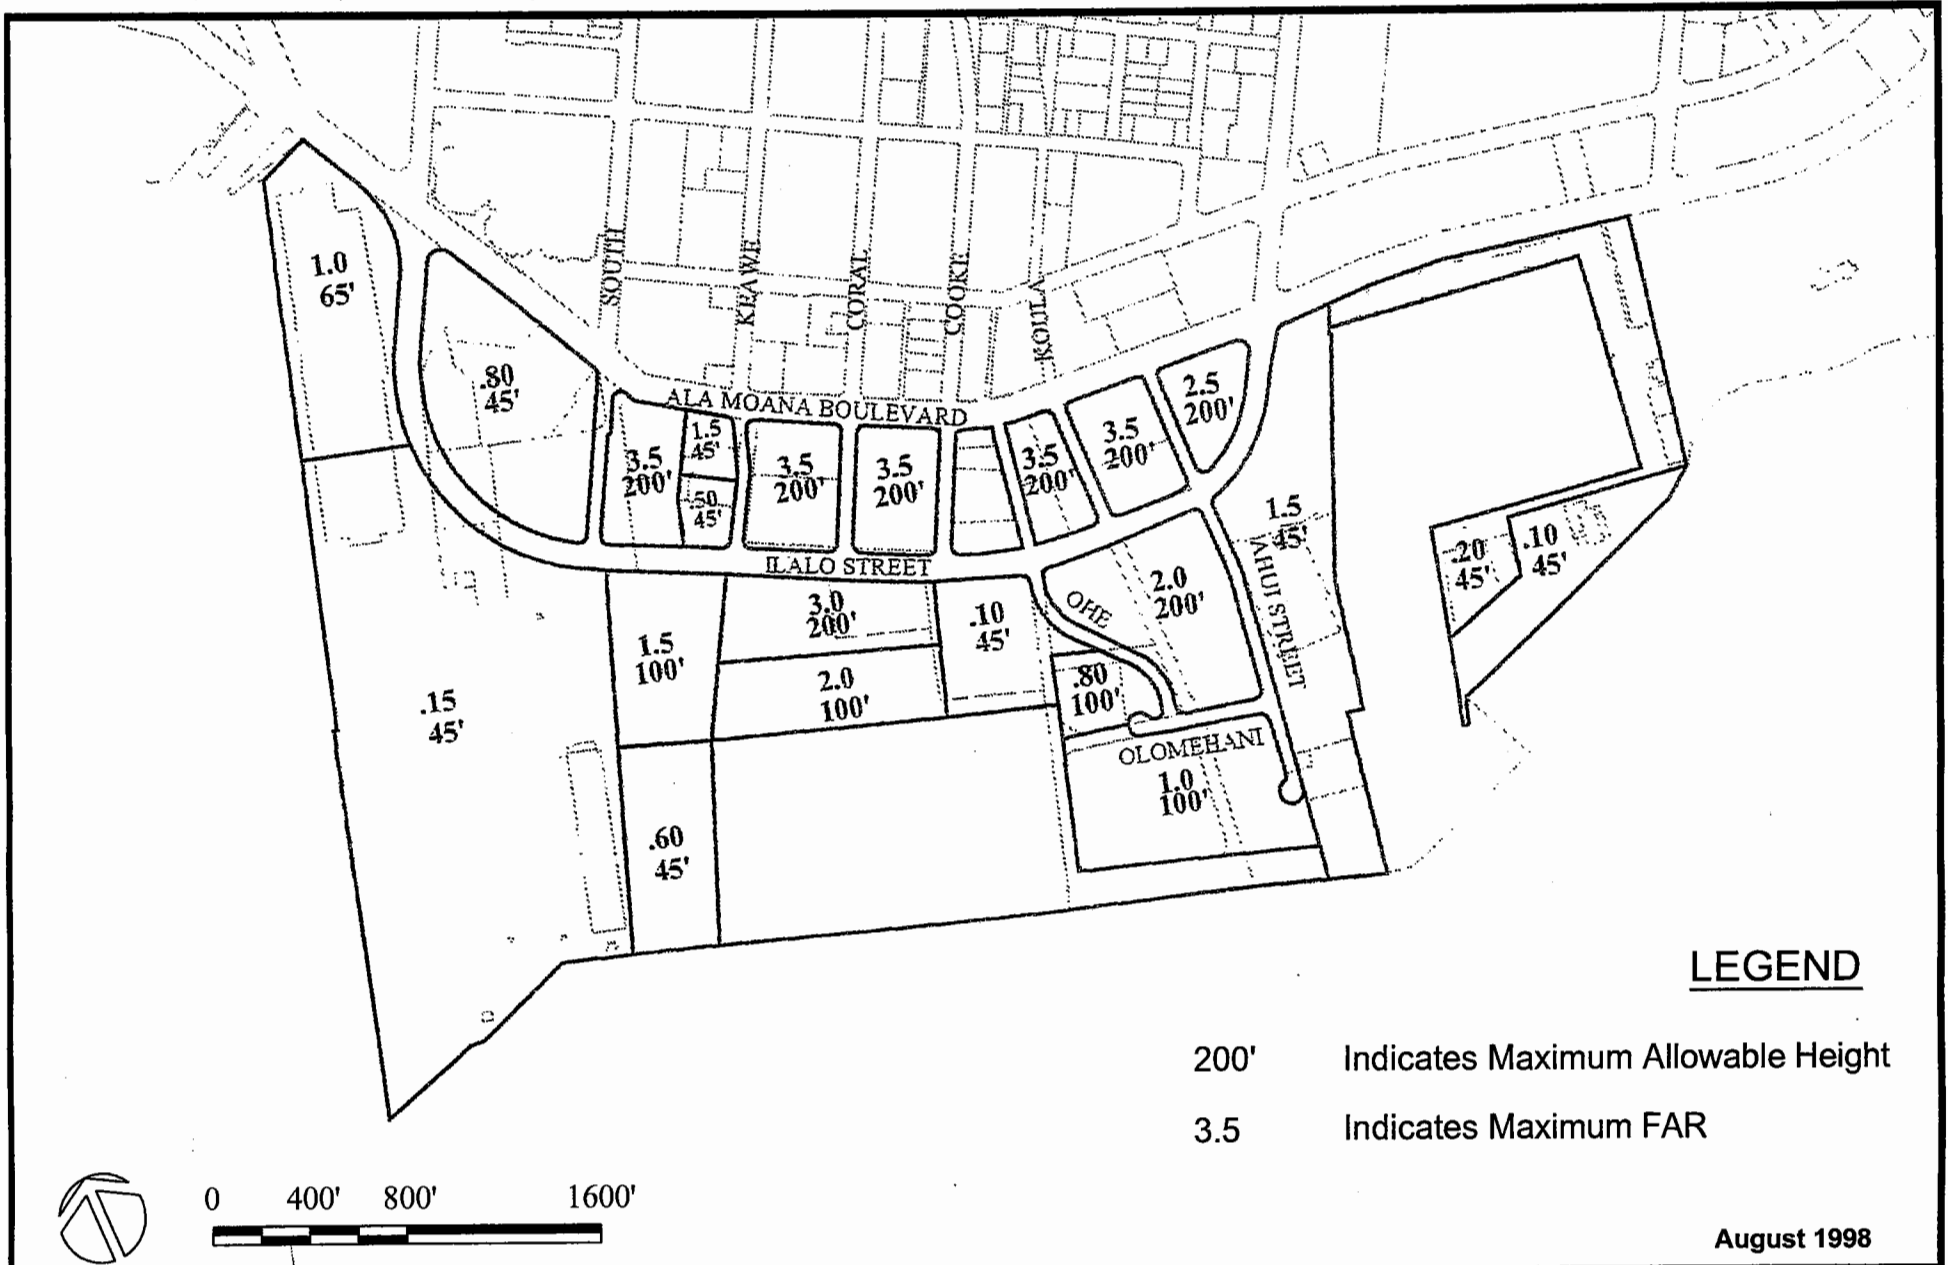 SOUTH
KEAWE
CORAL
COOKE
KOULA
1.0
65'
.80
45'
ALA MOANA BOULEVARD
3.5
200'
1.5
45'
.50
45'
3.5
200'
3.5
200'
3.5
200'
3.5
200'
2.5
200'
1.5
45'
ILALO STREET
AHUI STREET
OHE
2.0
200'
.20
45'
.10
45'
.15
45'
1.5
100'
3.0
200'
2.0
100'
.10
45'
.80
100'
OLOMEHANI
1.0
100'
.60
45'
LEGEND
200' Indicates Maximum Allowable Height
3.5 Indicates Maximum FAR
0 400' 800' 1600'
August 1998